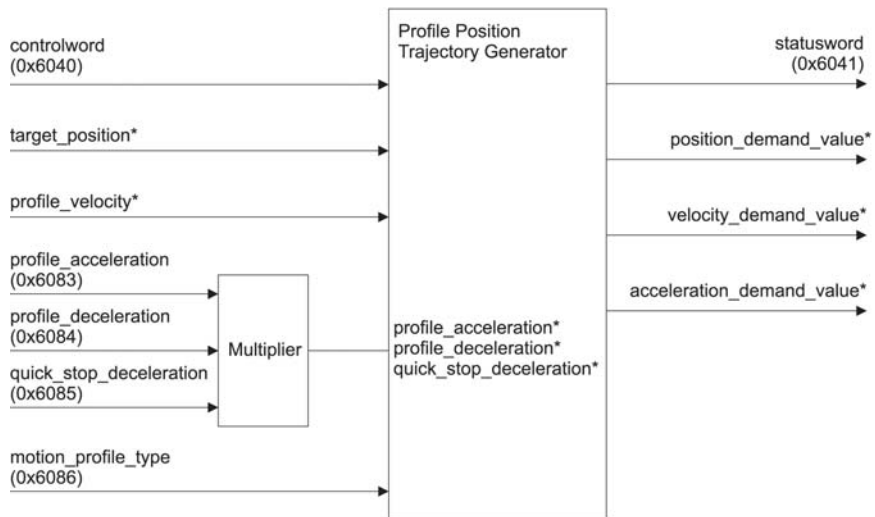 controlword
(0x6040)
target_position*
profile_velocity*
profile_acceleration
(0x6083)
profile_deceleration
(0x6084)
quick_stop_deceleration
(0x6085)
motion_profile_type
(0x6086)
Multiplier
Profile Position
Trajectory Generator
profile_acceleration*
profile_deceleration*
quick_stop_deceleration*
statusword
(0x6041)
position_demand_value*
velocity_demand_value*
acceleration_demand_value*